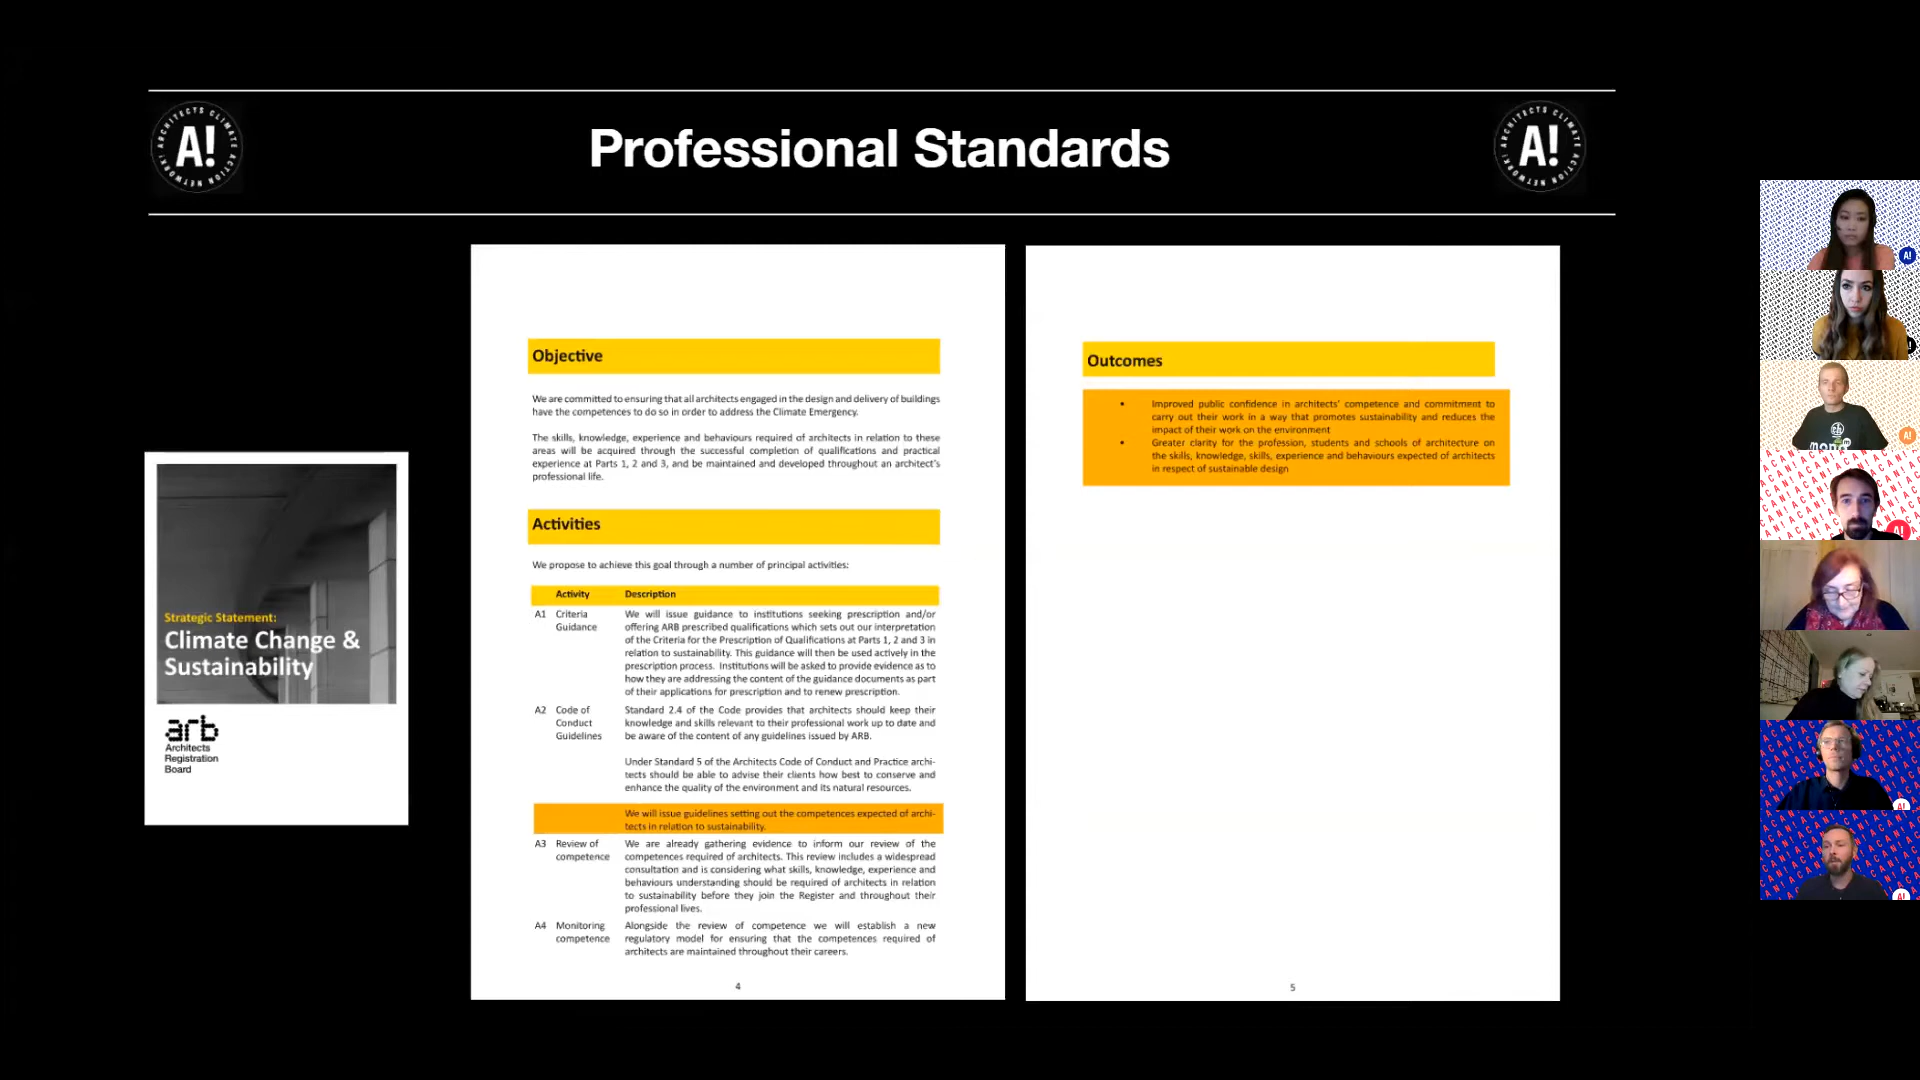 Professional Standards
ARCHITECTS CLIMATE ACTION NETWORK!
A!
ARCHITECTS CLIMATE ACTION NETWORK!
A!
Strategic Statement:
Climate Change &
Sustainability
arb
Architects
Registration
Board
Objective
We are committed to ensuring that all architects engaged in the design and delivery of buildings
have the competences to do so in order to address the Climate Emergency.
The skills, knowledge, experience and behaviours required of architects in relation to these
areas will be acquired through the successful completion of qualifications and practical
experience at Parts 1, 2 and 3, and be maintained and developed throughout an architect's
professional life.
Activities
We propose to achieve this goal through a number of principal activities:
Activity Description
A1 Criteria Guidance
We will issue guidance to institutions seeking prescription and/or
offering ARB prescribed qualifications which sets out our interpretation
of the Criteria for the Prescription of Qualifications at Parts 1, 2 and 3 in
relation to sustainability. This guidance will then be used actively in the
prescription process. Institutions will be asked to provide evidence as to
how they are addressing the content of the guidance documents as part
of their applications for prescription and to renew prescription.
A2 Code of Conduct Guidelines
Standard 2.4 of the Code provides that architects should keep their
knowledge and skills relevant to their professional work up to date and
be aware of the content of any guidelines issued by ARB.
Under Standard 5 of the Architects Code of Conduct and Practice archi-
tects should be able to advise their clients how best to conserve and
enhance the quality of the environment and its natural resources.
We will issue guidelines setting out the competences expected of archi-
tects in relation to sustainability.
A3 Review of competence
We are already gathering evidence to inform our review of the
competences required of architects. This review includes a widespread
consultation and is considering what skills, knowledge, experience and
behaviours understanding should be required of architects in relation
to sustainability before they join the Register and throughout their
professional lives.
A4 Monitoring competence
Alongside the review of competence we will establish a new
regulatory model for ensuring that the competences required of
architects are maintained throughout their careers.
4
Outcomes
• Improved public confidence in architects' competence and commitment to
carry out their work in a way that promotes sustainability and reduces the
impact of their work on the environment
• Greater clarity for the profession, students and schools of architecture on
the skills, knowledge, skills, experience and behaviours expected of architects
in respect of sustainable design
5
A!
A!
A!
A!
A!